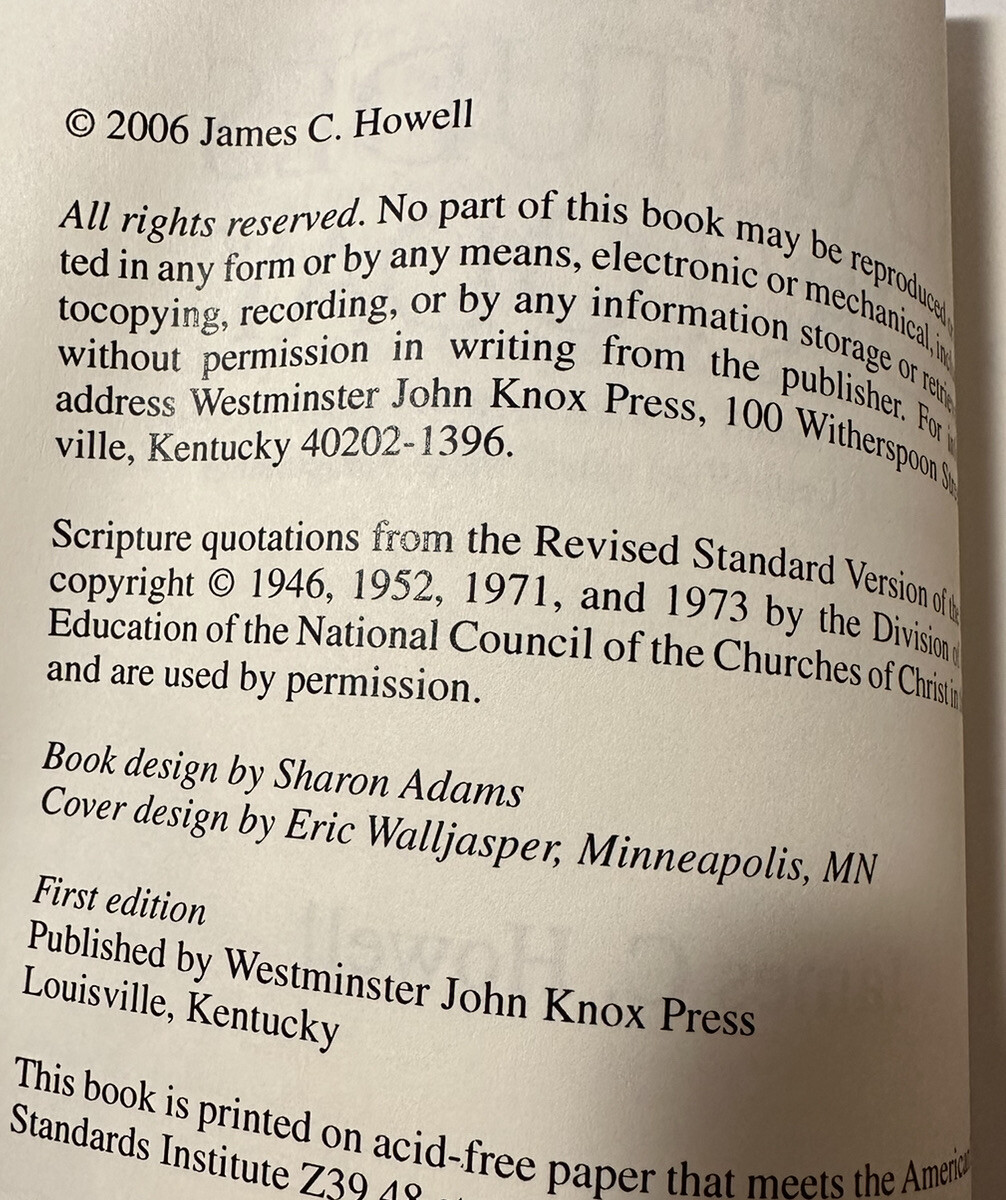 © 2006 James C. Howell
All rights reserved. No part of this book may be reproduced
ted in any form or by any means, electronic or mechanical,
tocopying, recording, or by any information storage or
without permission in writing from the publisher. For
address Westminster John Knox Press, 100 Witherspoon
ville, Kentucky 40202-1396.
Scripture quotations from the Revised Standard Version of
copyright © 1946, 1952, 1971, and 1973 by the Division
Education of the National Council of the Churches of Christ in
and are used by permission.
Book design by Sharon Adams
Cover design by Eric Walljasper, Minneapolis, MN
First edition
Published by Westminster John Knox Press
Louisville, Kentucky
This book is printed on acid-free paper that meets the
Standards Institute Z39.48